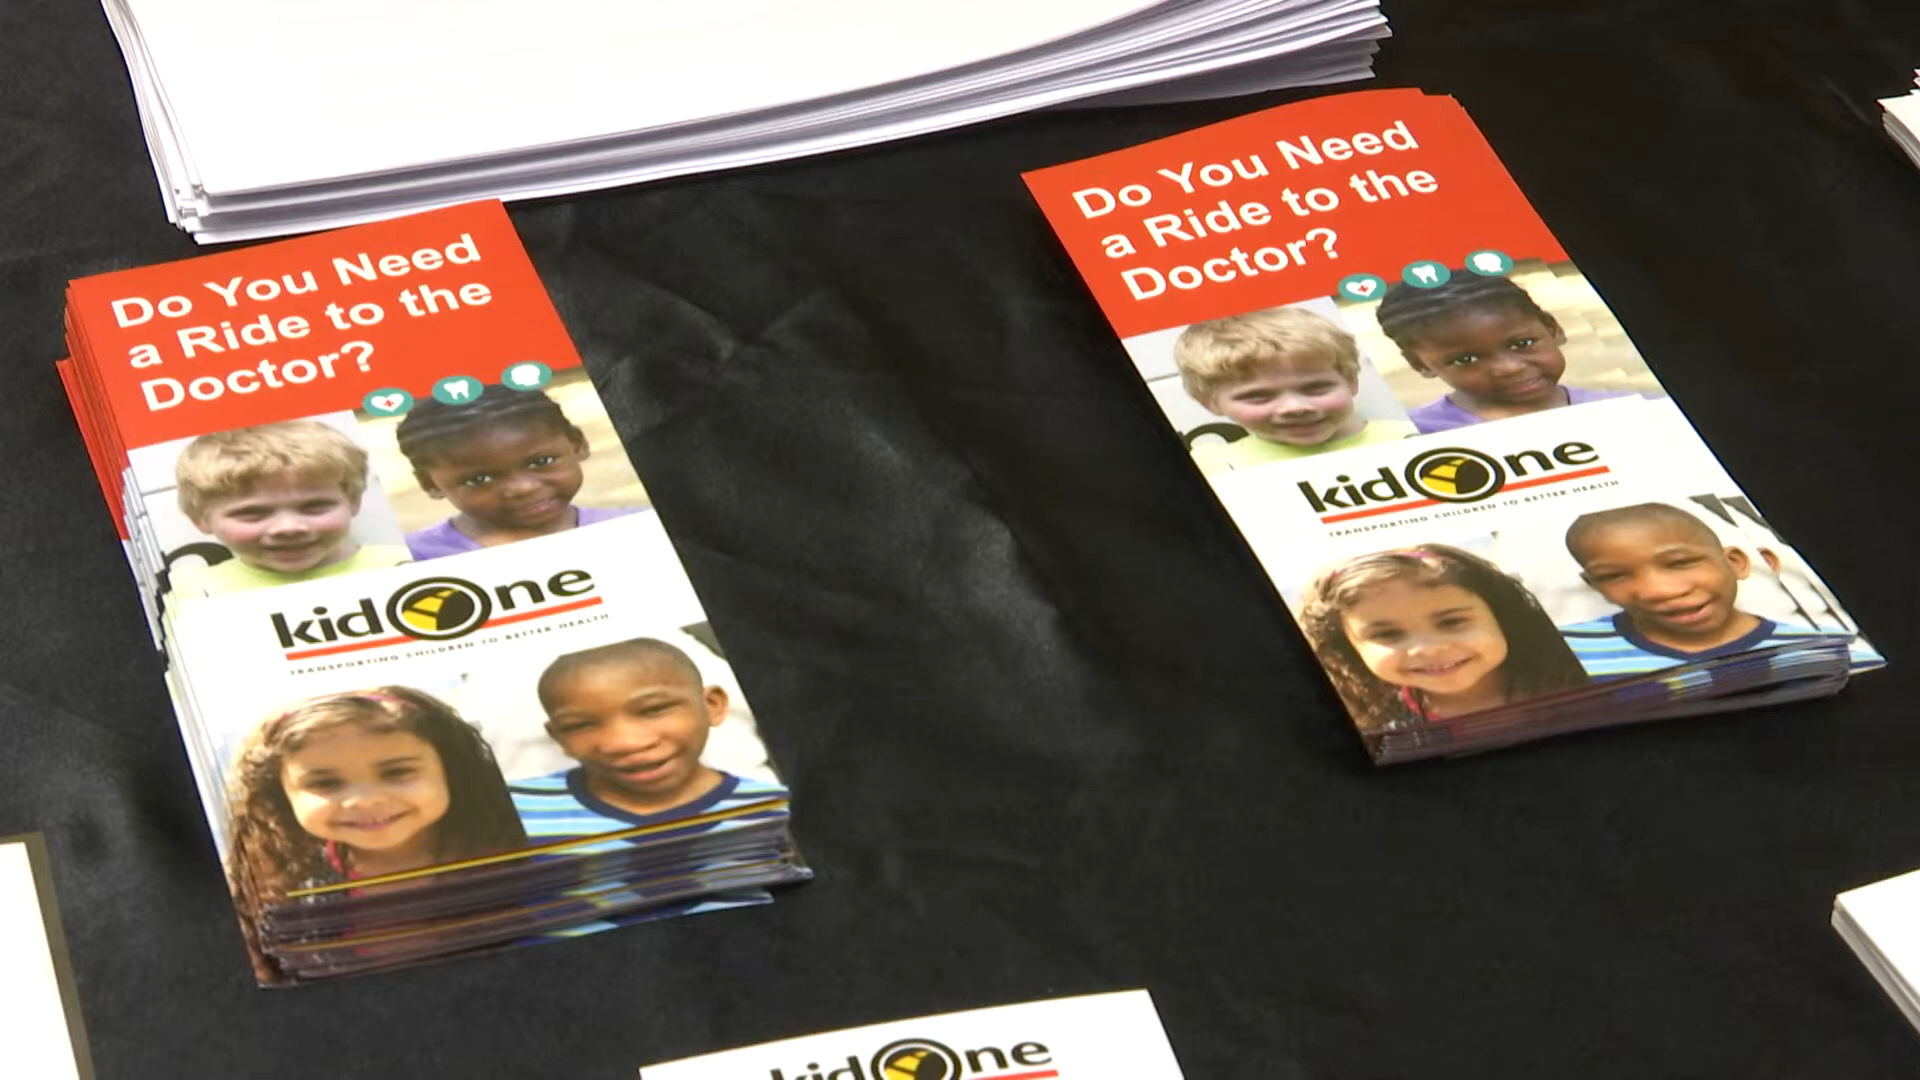 Do You Need
a Ride to the
Doctor?
kidOne
TRANSPORTING CHILDREN TO BETTER HEALTH
Do You Need
a Ride to the
Doctor?
kidOne
TRANSPORTING CHILDREN TO BETTER HEALTH
kidOne